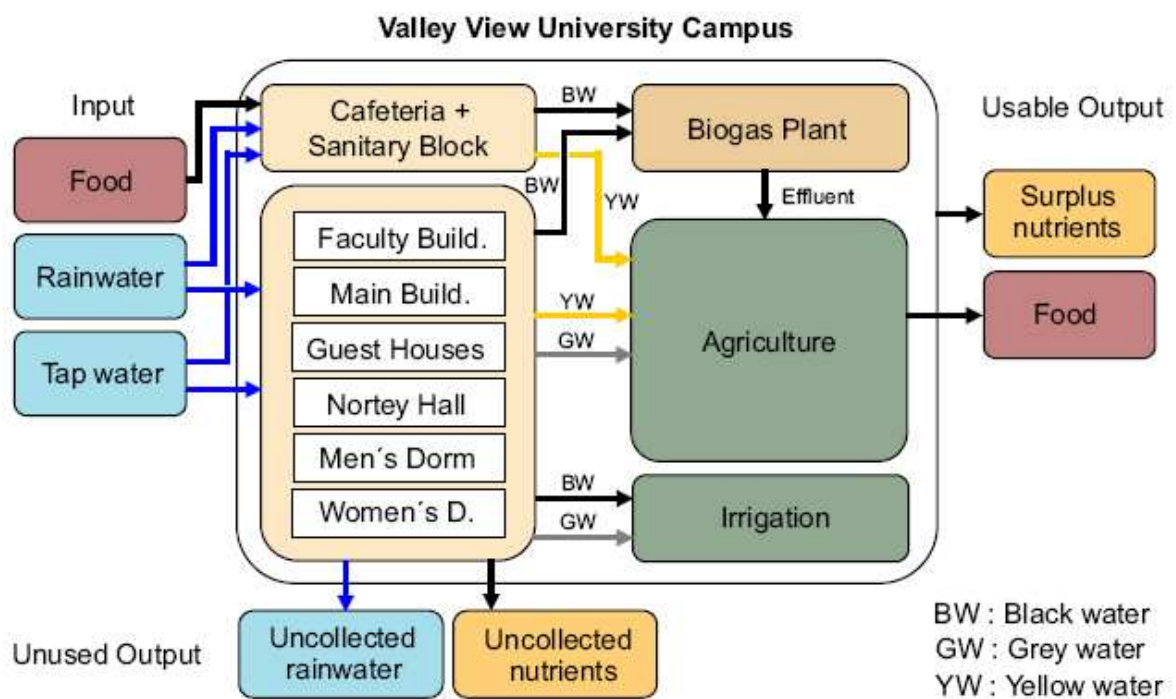 Valley View University Campus
Input
Food
Rainwater
Tap water
Cafeteria +
Sanitary Block
Faculty Build.
Main Build.
Guest Houses
Nortey Hall
Men´s Dorm
Women´s D.
BW
BW
YW
YW
GW
BW
GW
Biogas Plant
Effluent
Agriculture
Irrigation
Usable Output
Surplus
nutrients
Food
Unused Output
Uncollected
rainwater
Uncollected
nutrients
BW : Black water
GW : Grey water
YW : Yellow water